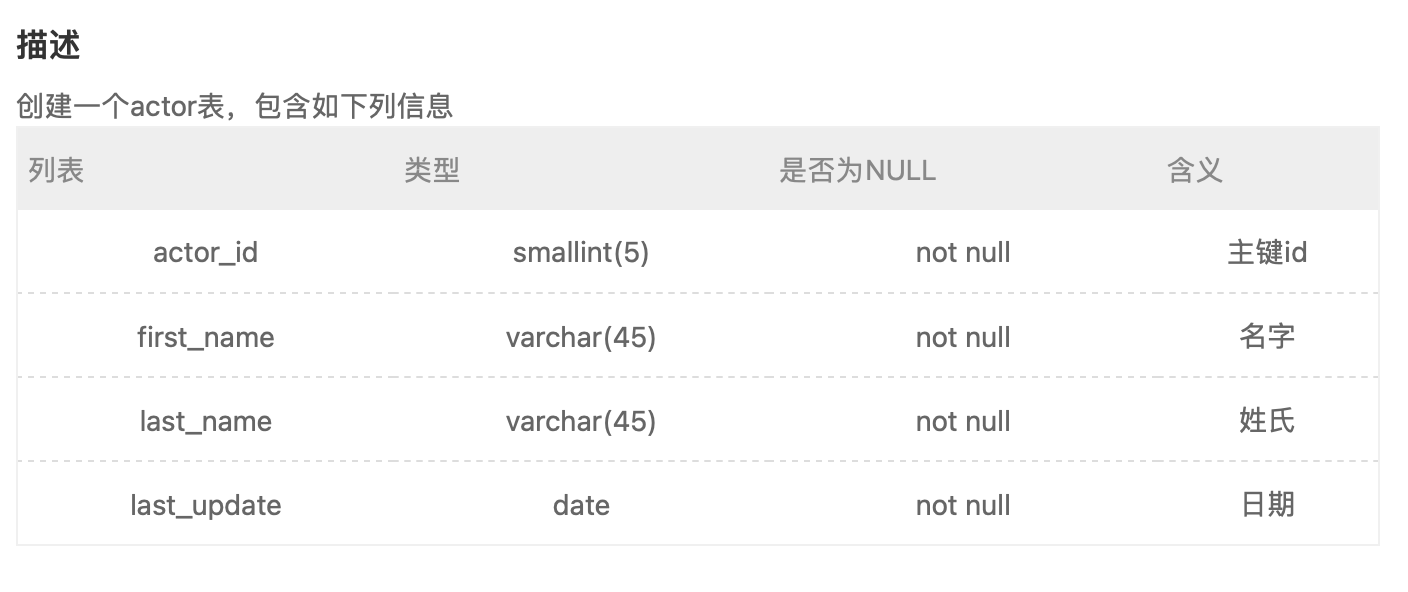 描述
创建一个actor表，包含如下列信息
列表 类型 是否为NULL 含义
actor_id smallint(5) not null 主键id
first_name varchar(45) not null 名字
last_name varchar(45) not null 姓氏
last_update date not null 日期